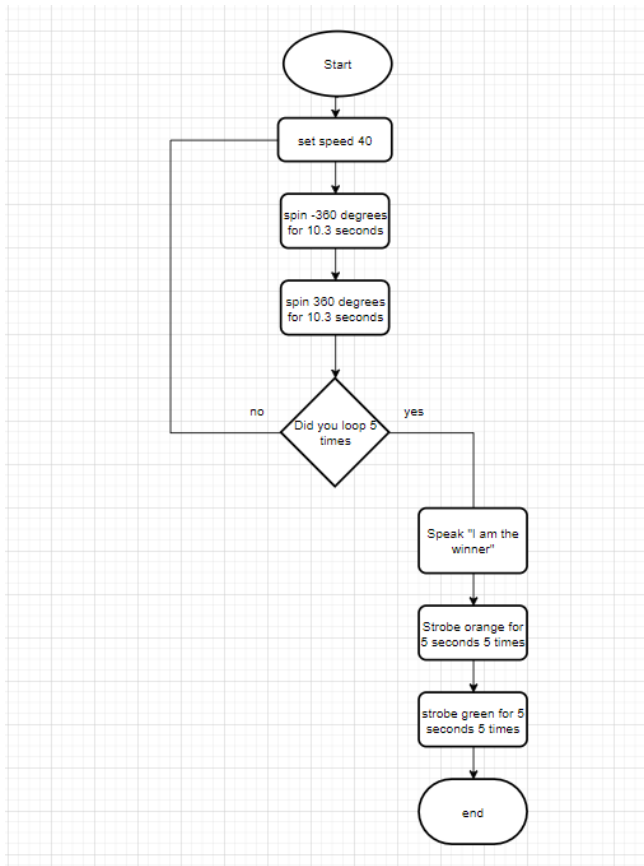 Start
set speed 40
spin -360 degrees
for 10.3 seconds
spin 360 degrees
for 10.3 seconds
no
yes
Did you loop 5
times
Speak "I am the
winner"
Strobe orange for
5 seconds 5 times
strobe green for 5
seconds 5 times
end